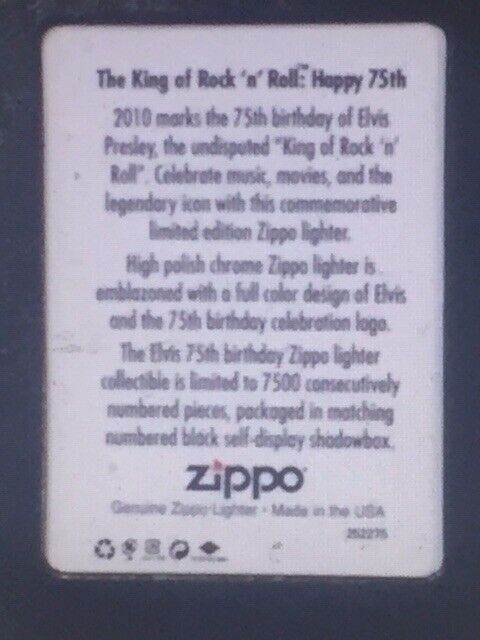 The King of Rock 'n' Roll:™ Happy 75th
2010 marks the 75th birthday of Elvis
Presley, the undisputed "King of Rock 'n'
Roll". Celebrate music, movies, and the
legendary icon with this commemorative
limited edition Zippo lighter.
High polish chrome Zippo lighter is
emblazoned with a full color design of Elvis
and the 75th birthday celebration logo.
The Elvis 75th birthday Zippo lighter
collectible is limited to 7500 consecutively
numbered pieces, packaged in matching
numbered black self-display shadowbox.
zippo
Genuine Zippo Lighter • Made in the USA